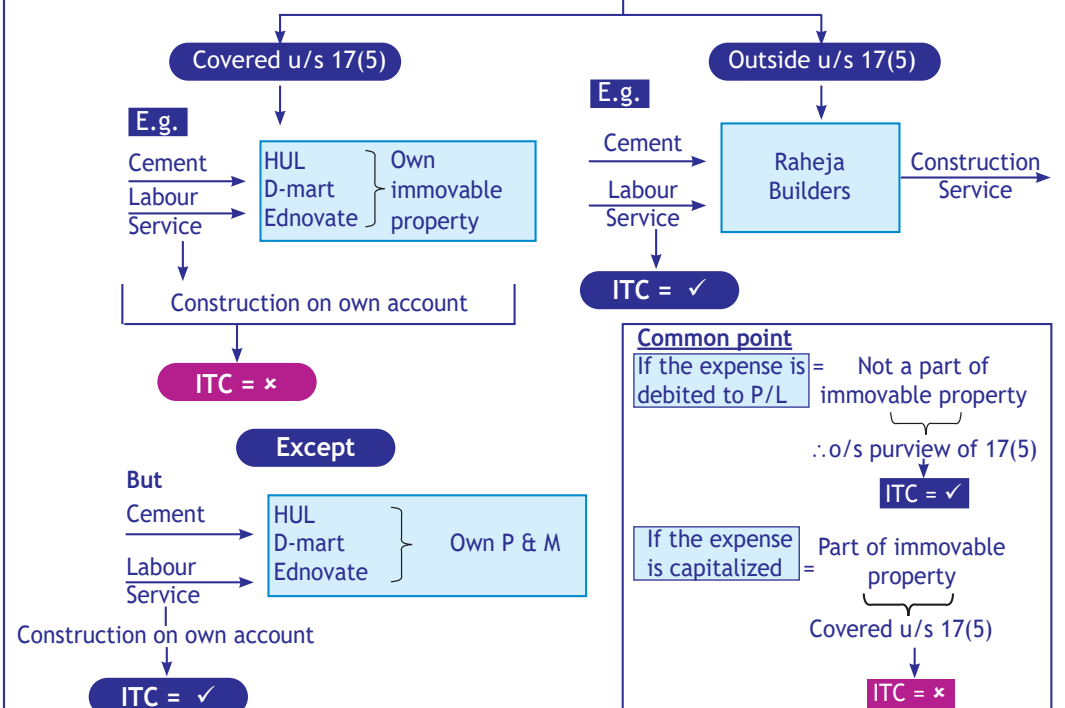 Covered u/s 17(5)
E.g.
Cement
Labour
Service
HUL
D-mart
Ednovate
Own
immovable
property
Construction on own account
ITC = ×
Except
But
Cement
Labour
Service
HUL
D-mart
Ednovate
Own P & M
Construction on own account
ITC = ✓
Outside u/s 17(5)
E.g.
Cement
Labour
Service
Raheja
Builders
Construction
Service
ITC = ✓
Common point
If the expense is
debited to P/L
=
Not a part of
immovable property
∴o/s purview of 17(5)
ITC = ✓
If the expense
is capitalized
=
Part of immovable
property
Covered u/s 17(5)
ITC = ×